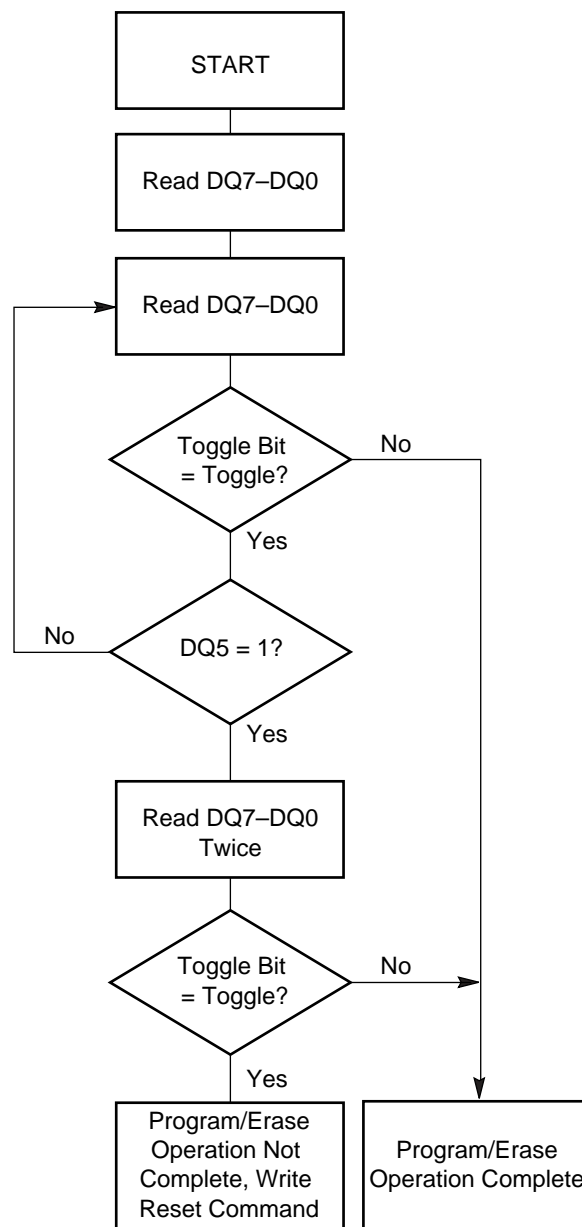 START
Read DQ7–DQ0
Read DQ7–DQ0
Toggle Bit
= Toggle?
No
Yes
No
DQ5 = 1?
Yes
Read DQ7–DQ0
Twice
Toggle Bit
= Toggle?
No
Yes
Program/Erase
Operation Not
Complete, Write
Reset Command
Program/Erase
Operation Complete